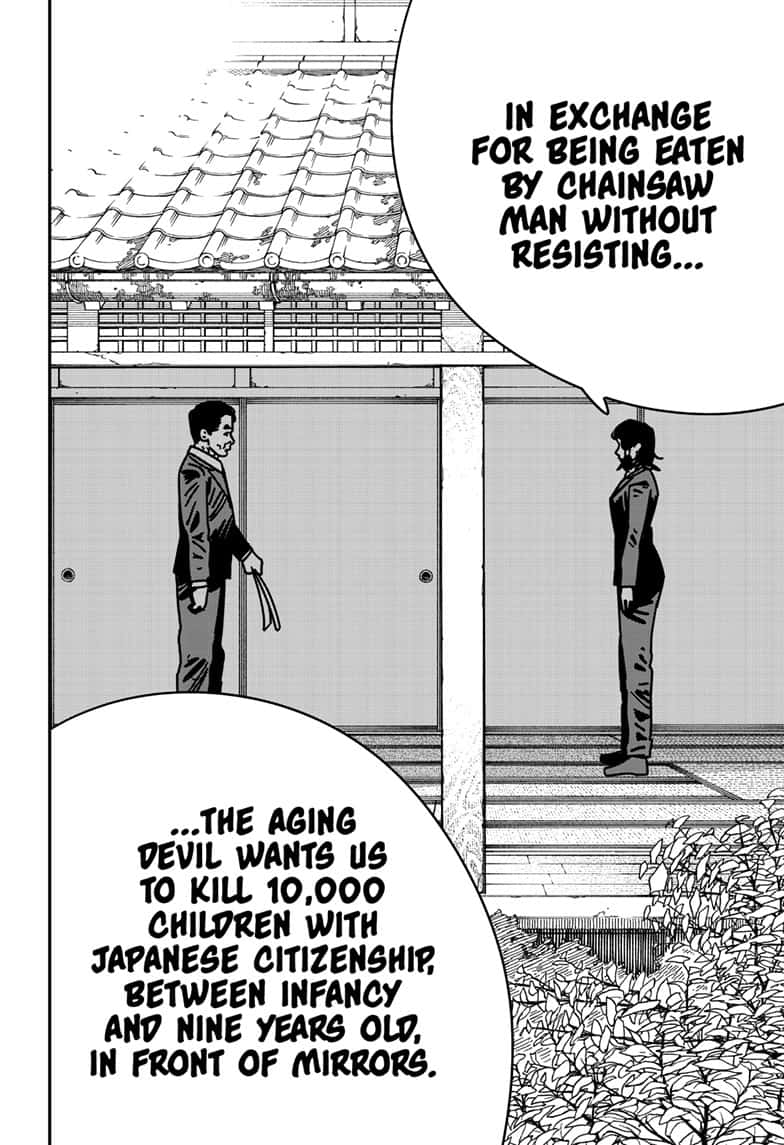 IN EXCHANGE
FOR BEING EATEN
BY CHAINSAW
MAN WITHOUT
RESISTING...
...THE AGING
DEVIL WANTS US
TO KILL 10,000
CHILDREN WITH
JAPANESE CITIZENSHIP,
BETWEEN INFANCY
AND NINE YEARS OLD,
IN FRONT OF MIRRORS.